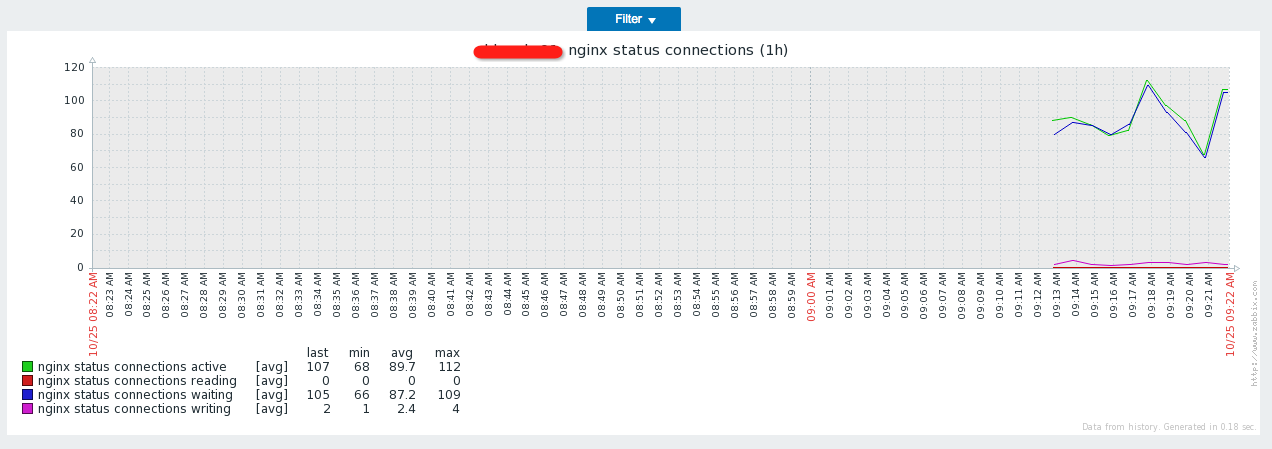 Filter ▼
nginx status connections (1h)
120
100
80
60
40
20
0
10/25 08:22 AM
08:23 AM
08:24 AM
08:25 AM
08:26 AM
08:27 AM
08:28 AM
08:29 AM
08:30 AM
08:31 AM
08:32 AM
08:33 AM
08:34 AM
08:35 AM
08:36 AM
08:37 AM
08:38 AM
08:39 AM
08:40 AM
08:41 AM
08:42 AM
08:43 AM
08:44 AM
08:45 AM
08:46 AM
08:47 AM
08:48 AM
08:49 AM
08:50 AM
08:51 AM
08:52 AM
08:53 AM
08:54 AM
08:55 AM
08:56 AM
08:57 AM
08:58 AM
08:59 AM
09:00 AM
09:01 AM
09:02 AM
09:03 AM
09:04 AM
09:05 AM
09:06 AM
09:07 AM
09:08 AM
09:09 AM
09:10 AM
09:11 AM
09:12 AM
09:13 AM
09:14 AM
09:15 AM
09:16 AM
09:17 AM
09:18 AM
09:19 AM
09:20 AM
09:21 AM
10/25 09:22 AM
http://www.zabbix.com
last min avg max
nginx status connections active [avg] 107 68 89.7 112
nginx status connections reading [avg] 0 0 0 0
nginx status connections waiting [avg] 105 66 87.2 109
nginx status connections writing [avg] 2 1 2.4 4
Data from history. Generated in 0.18 sec.